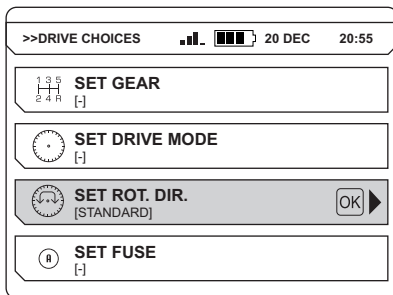 >>DRIVE CHOICES 20 DEC 20:55
1 3 5
2 4 R
SET GEAR
[-]
SET DRIVE MODE
[-]
SET ROT. DIR.
[STANDARD]
OK
A
SET FUSE
[-]